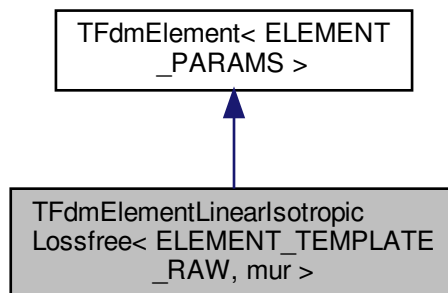 TFdmElement< ELEMENT
_PARAMS >
TFdmElementLinearIsotropic
Lossfree< ELEMENT_TEMPLATE
_RAW, mur >